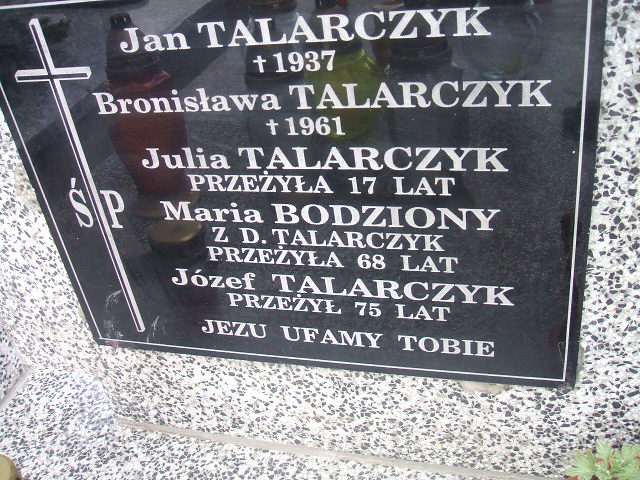 Jan TALARCZYK
† 1937
Bronisława TALARCZYK
† 1961
Julia TALARCZYK
PRZEŻYŁA 17 LAT
Ś P
Maria BODZIONY
Z D. TALARCZYK
PRZEŻYŁA 68 LAT
Józef TALARCZYK
PRZEŻYŁ 75 LAT
JEZU UFAMY TOBIE